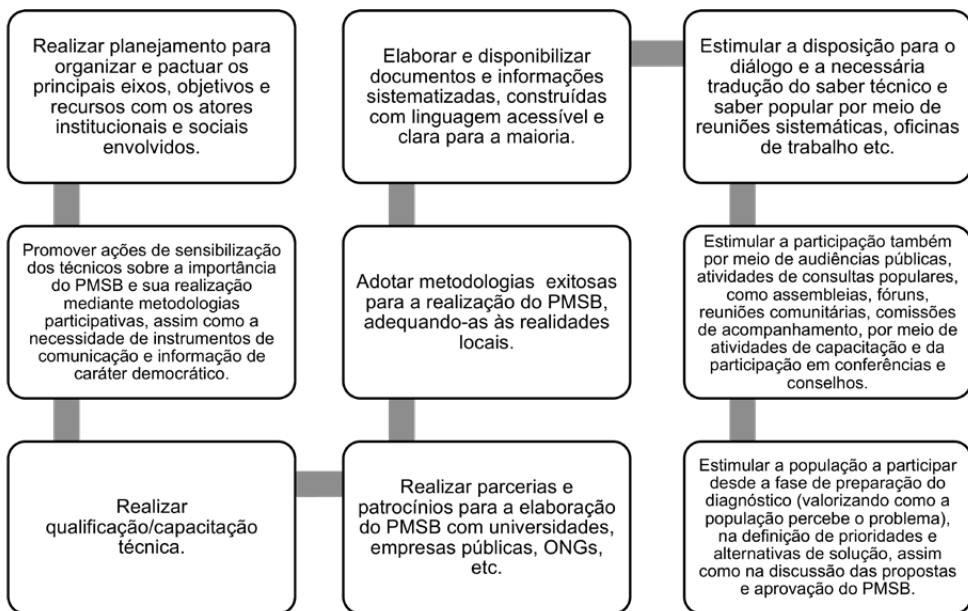 Realizar planejamento para
organizar e pactuar os
principais eixos, objetivos e
recursos com os atores
institucionais e sociais
envolvidos.
Promover ações de sensibilização
dos técnicos sobre a importância
do PMSB e sua realização
mediante metodologias
participativas, assim como a
necessidade de instrumentos de
comunicação e informação de
caráter democrático.
Realizar
qualificação/capacitação
técnica.
Realizar parcerias e
patrocínios para a elaboração
do PMSB com universidades,
empresas públicas, ONGs,
etc.
Adotar metodologias exitosas
para a realização do PMSB,
adequando-as às realidades
locais.
Elaborar e disponibilizar
documentos e informações
sistematizadas, construídas
com linguagem acessível e
clara para a maioria.
Estimular a disposição para o
diálogo e a necessária
tradução do saber técnico e
saber popular por meio de
reuniões sistemáticas, oficinas
de trabalho etc.
Estimular a participação também
por meio de audiências públicas,
atividades de consultas populares,
como assembleias, fóruns,
reuniões comunitárias, comissões
de acompanhamento, por meio de
atividades de capacitação e da
participação em conferências e
conselhos.
Estimular a população a participar
desde a fase de preparação do
diagnóstico (valorizando como a
população percebe o problema),
na definição de prioridades e
alternativas de solução, assim
como na discussão das propostas
e aprovação do PMSB.